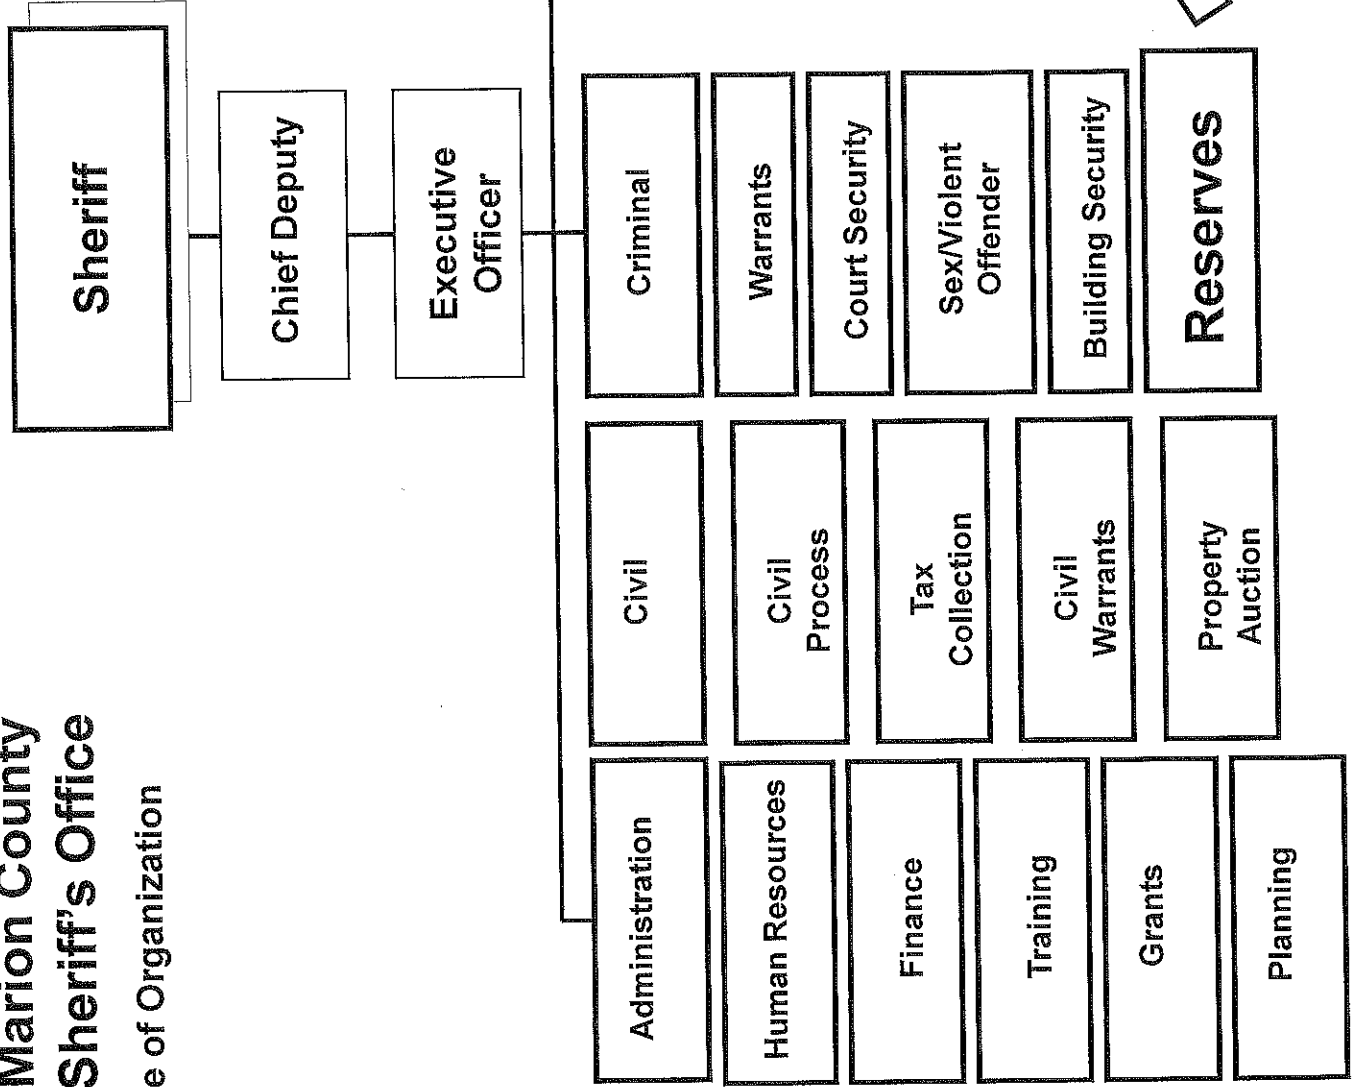 Marion County
Sheriff's Office
e of Organization
Sheriff
Chief Deputy
Executive
Officer
Administration
Human Resources
Finance
Training
Grants
Planning
Civil
Civil
Process
Tax
Collection
Civil
Warrants
Property
Auction
Criminal
Warrants
Court Security
Sex/Violent
Offender
Building Security
Reserves